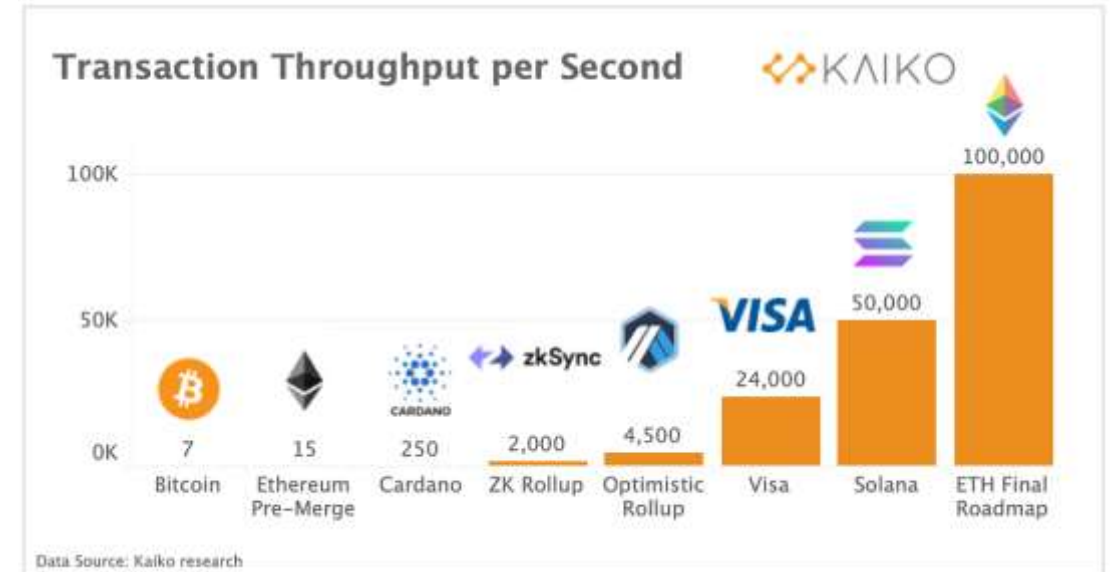 Transaction Throughput per Second
KAIKO
100,000
100K
50,000
50K
VISA
zkSync
24,000
CARDANO
4,500
2,000
0K
7
15
250
Bitcoin
Ethereum
Pre-Merge
Cardano
ZK Rollup
Optimistic
Rollup
Visa
Solana
ETH Final
Roadmap
Data Source: Kaiko research